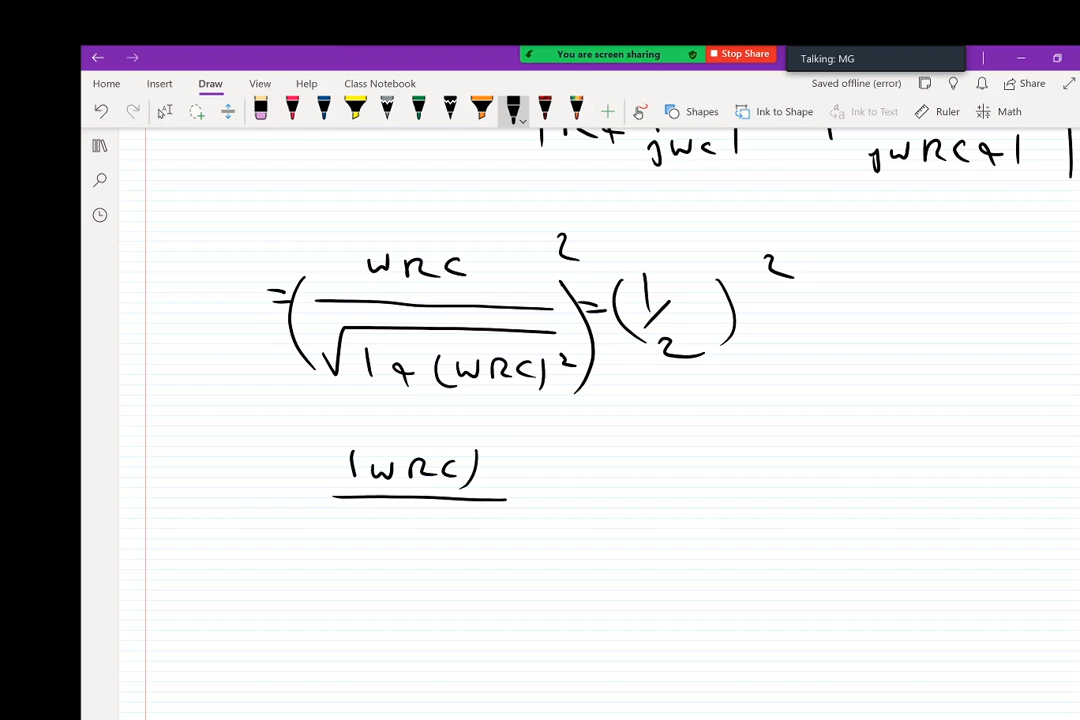 You are screen sharing Stop Share Talking: MG
Home Insert Draw View Help Class Notebook Saved offline (error) Share
Shapes Ink to Shape Ink to Text Ruler Math
jwc jwRC+1
= (wRC / √1+(wRC)²)² = (1/2)²
(wRC)